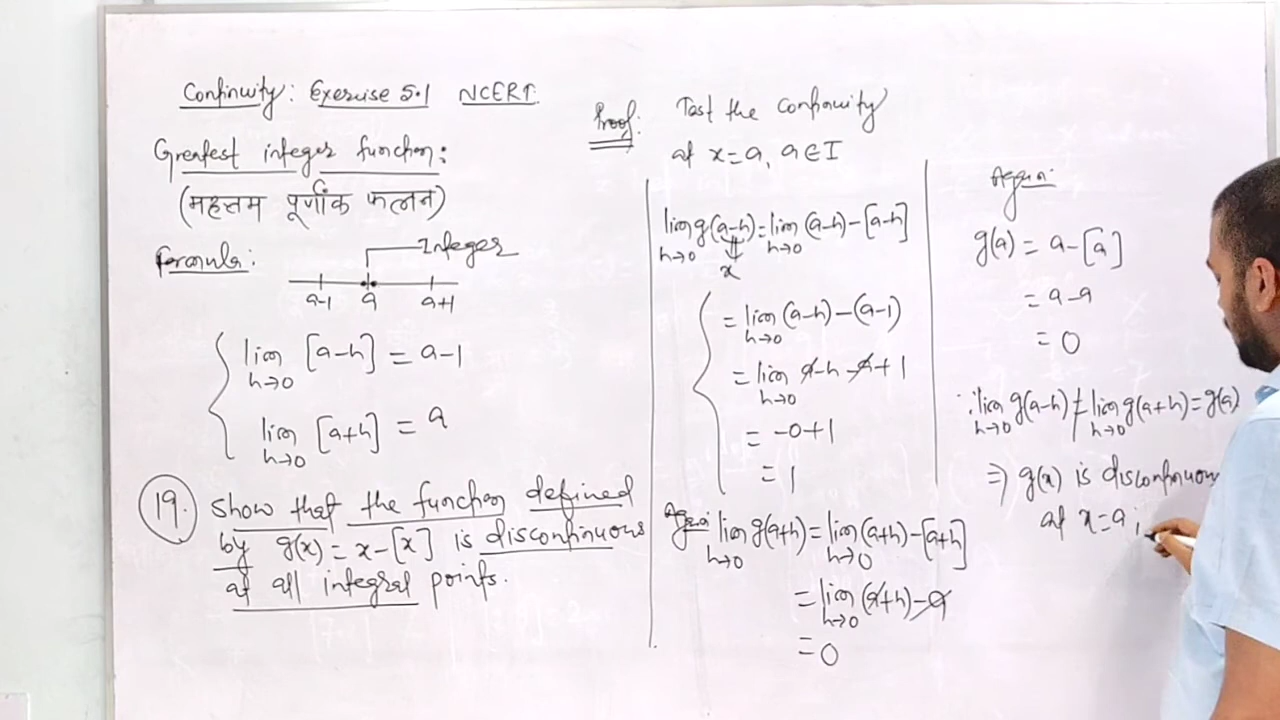 Continuity: Exercise 5.1 NCERT.
Greatest integer function:
(महत्तम पूर्णांक फलन)
Formula:
Integer
a-1 a a+1
lim [a-h] = a-1
h→0
lim [a+h] = a
h→0
19. Show that the function defined
by g(x) = x-[x] is discontinuous
at all integral points.
Proof: Test the continuity
at x=a, a∈I
lim g(a-h) = lim (a-h)-[a-h]
h→0 h→0
x
= lim (a-h)-(a-1)
h→0
= lim a-h-a+1
h→0
= -0+1
= 1
Again lim g(a+h) = lim (a+h)-[a+h]
h→0 h→0
= lim (a+h)-a
h→0
= 0
Again:
g(a) = a-[a]
= a-a
= 0
∵ lim g(a-h) ≠ lim g(a+h) = g(a)
h→0 h→0
⇒ g(x) is discontinuous
at x=a i